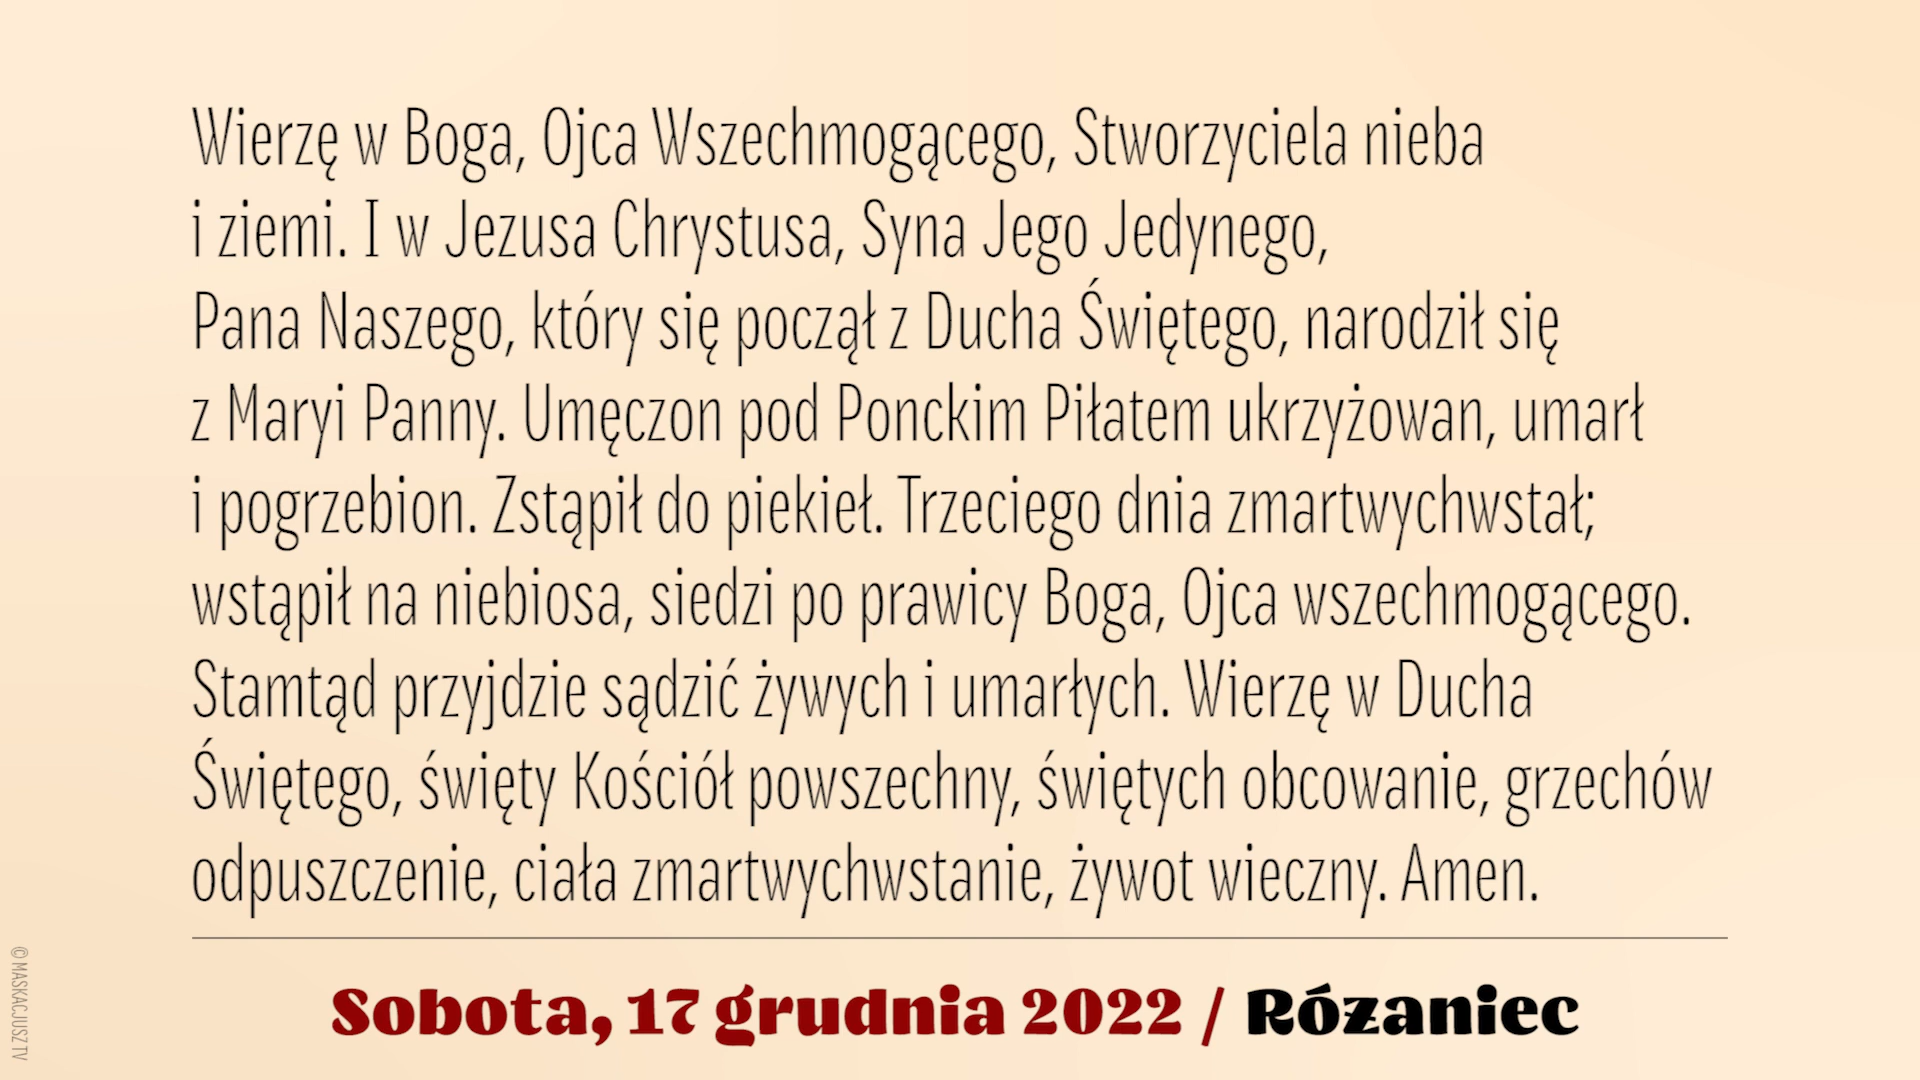 Wierzę w Boga, Ojca Wszechmogącego, Stworzyciela nieba
i ziemi. I w Jezusa Chrystusa, Syna Jego Jedynego,
Pana Naszego, który się począł z Ducha Świętego, narodził się
z Maryi Panny. Umęczon pod Ponckim Piłatem ukrzyżowan, umarł
i pogrzebion. Zstąpił do piekieł. Trzeciego dnia zmartwychwstał;
wstąpił na niebiosa, siedzi po prawicy Boga, Ojca wszechmogącego.
Stamtąd przyjdzie sądzić żywych i umarłych. Wierzę w Ducha
Świętego, święty Kościół powszechny, świętych obcowanie, grzechów
odpuszczenie, ciała zmartwychwstanie, żywot wieczny. Amen.
Sobota, 17 grudnia 2022 / Różaniec
© MASKACJUSZ TV